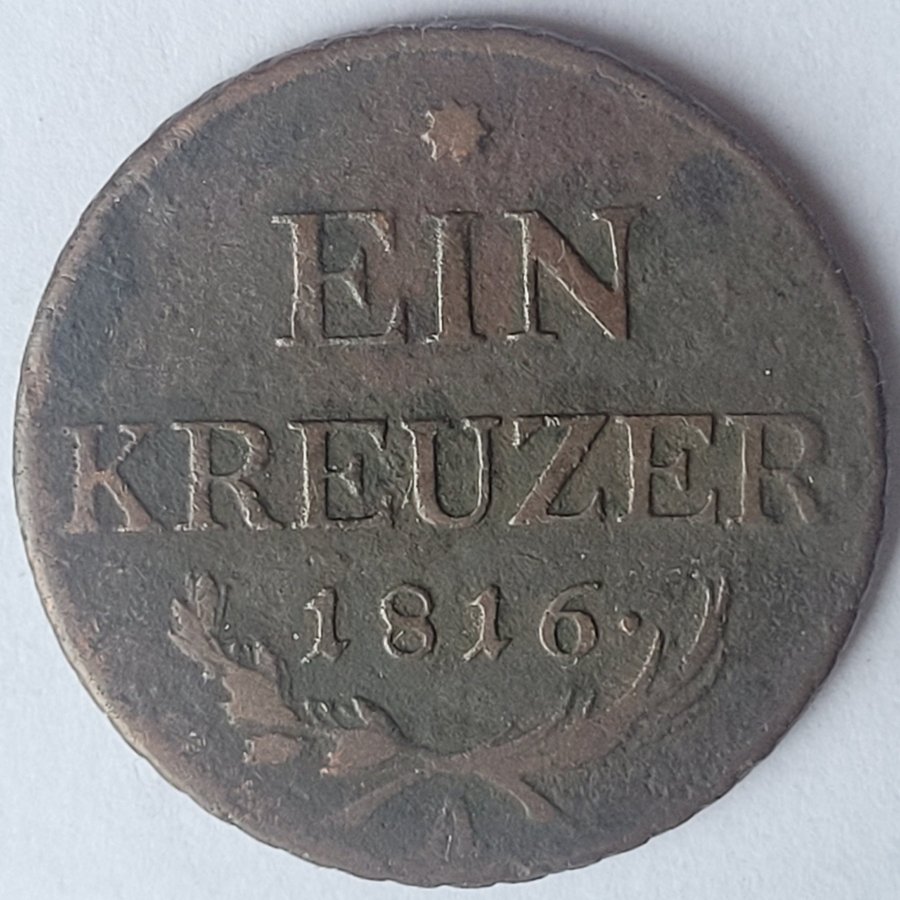 EIN
KREUZER
1816.
A